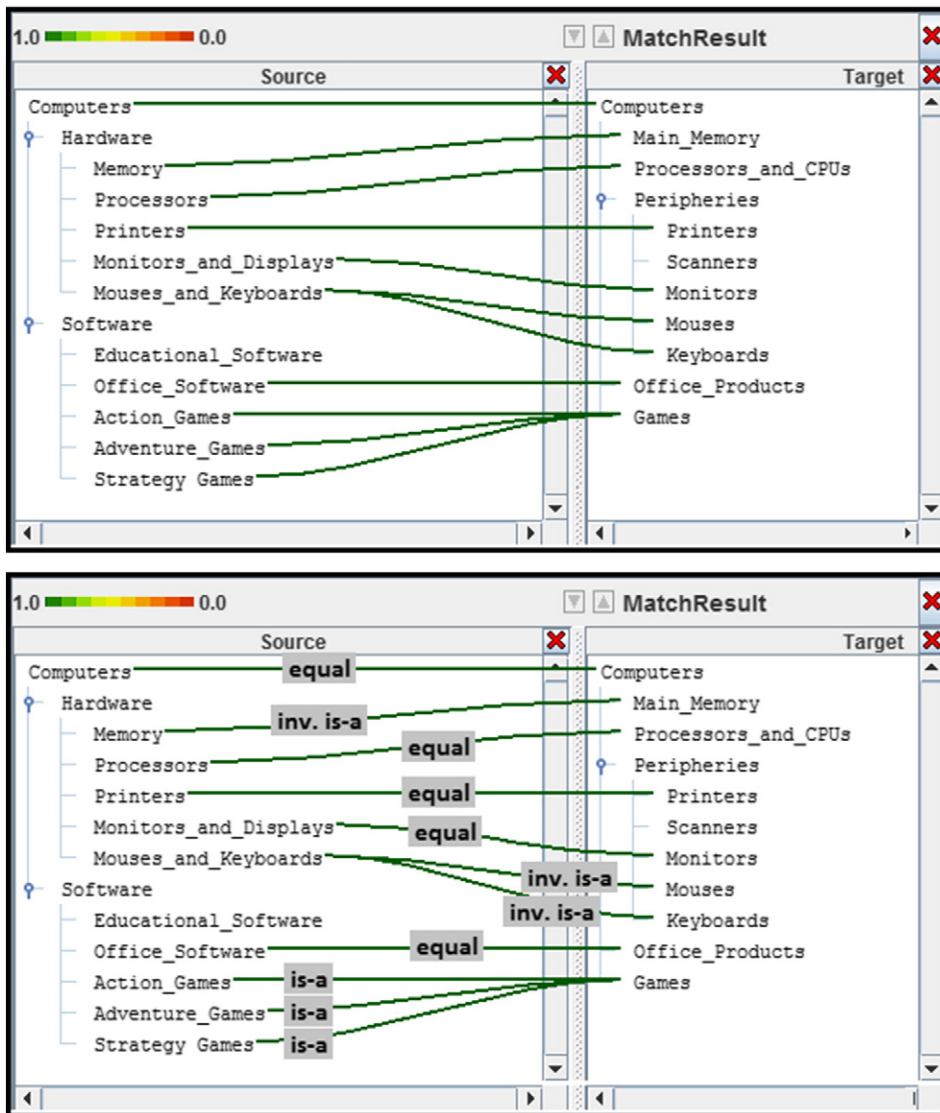 1.0 0.0 MatchResult
Source Target
Computers Computers
Hardware Main_Memory
Memory Processors_and_CPUs
Processors Peripheries
Printers Printers
Monitors_and_Displays Scanners
Mouses_and_Keyboards Monitors
Software Mouses
Educational_Software Keyboards
Office_Software Office_Products
Action_Games Games
Adventure_Games
Strategy Games
1.0 0.0 MatchResult
Source Target
Computers equal Computers
Hardware Main_Memory
Memory inv. is-a Processors_and_CPUs
Processors equal Peripheries
Printers equal Printers
Monitors_and_Displays equal Scanners
Mouses_and_Keyboards Monitors
Software inv. is-a Mouses
Educational_Software inv. is-a Keyboards
Office_Software equal Office_Products
Action_Games is-a Games
Adventure_Games is-a
Strategy Games is-a